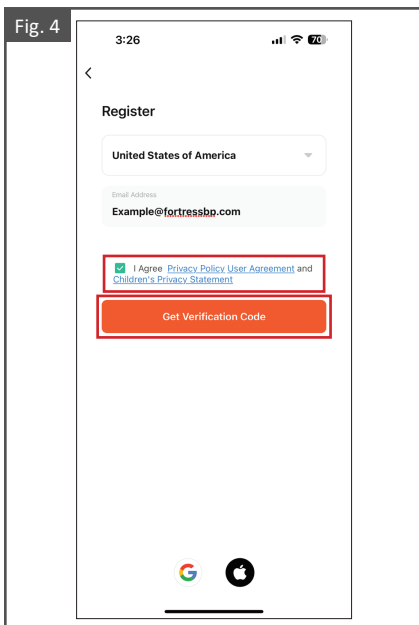 Fig. 4
3:26
70
Register
United States of America
Email Address
Example@fortressbp.com
I Agree Privacy Policy User Agreement and
Children's Privacy Statement
Get Verification Code